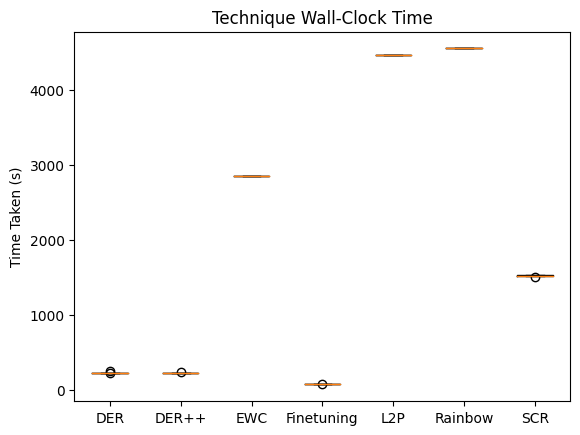 Technique Wall-Clock Time
Time Taken (s)
4000
3000
2000
1000
0
DER DER++ EWC Finetuning L2P Rainbow SCR